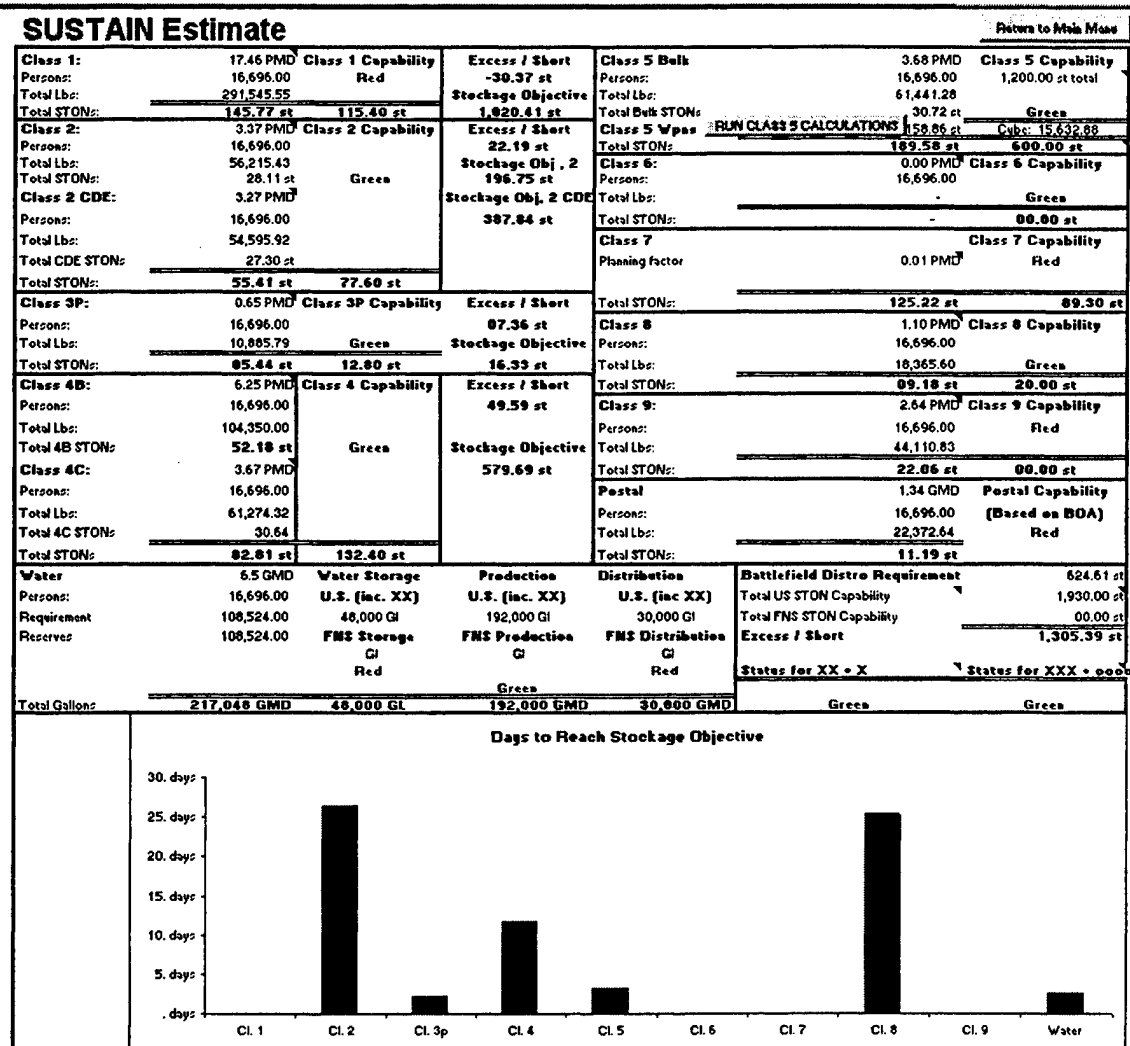 SUSTAIN Estimate
Return to Main Menu
Class 1: 17.46 PMD Class 1 Capability Excess / Short
Persons: 16,696.00 Red -30.37 st
Total Lbs: 291,545.55 Stockage Objective
Total STONs: 145.77 st 115.40 st 1,020.41 st
Class 2: 3.37 PMD Class 2 Capability Excess / Short
Persons: 16,696.00 22.19 st
Total Lbs: 56,215.43 Stockage Obj , 2
Total STONs: 28.11 st Green 196.75 st
Class 2 CDE: 3.27 PMD Stockage Obj, 2 CDE
Persons: 16,696.00 387.84 st
Total Lbs: 54,595.92
Total CDE STONs 27.30 st
Total STONs: 55.41 st 77.60 st
Class 3P: 0.65 PMD Class 3P Capability Excess / Short
Persons: 16,696.00 07.36 st
Total Lbs: 10,885.79 Green Stockage Objective
Total STONs: 05.44 st 12.80 st 16.33 st
Class 4B: 6.25 PMD Class 4 Capability Excess / Short
Persons: 16,696.00 49.59 st
Total Lbs: 104,350.00
Total 4B STONs 52.18 st Green Stockage Objective
Class 4C: 3.67 PMD 579.69 st
Persons: 16,696.00
Total Lbs: 61,274.32
Total 4C STONs 30.64
Total STONs 82.81 st 132.40 st
Class 5 Bulk 3.68 PMD Class 5 Capability
Persons: 16,696.00 1,200.00 st total
Total Lbs: 61,441.28
Total Bulk STONs 30.72 st Green
Class 5 Wpns RUN CLASS 5 CALCULATIONS 158.86 st Cube: 15,632.88
Total STONs 189.58 st 600.00 st
Class 6: 0.00 PMD Class 6 Capability
Persons: 16,696.00
Total Lbs: - Green
Total STONs: - 00.00 st
Class 7 Class 7 Capability
Planning factor 0.01 PMD Red
Total STONs: 125.22 st 89.30 st
Class 8 1.10 PMD Class 8 Capability
Persons: 16,696.00
Total Lbs: 18,365.60 Green
Total STONs: 09.18 st 20.00 st
Class 9: 2.64 PMD Class 9 Capability
Persons: 16,696.00 Red
Total Lbs: 44,110.83
Total STONs: 22.06 st 00.00 st
Postal 1.34 GMD Postal Capability
Persons: 16,696.00 (Based on BOA)
Total Lbs: 22,372.64 Red
Total STONs: 11.19 st
Water 6.5 GMD Water Storage Production Distribution
Persons: 16,696.00 U.S. (inc. XX) U.S. (inc. XX) U.S. (inc XX)
Requirement 108,524.00 48,000 Gl 192,000 Gl 30,000 Gl
Reserves 108,524.00 FNS Storage FNS Production FNS Distribution
Gl Gl Gl
Red Red
Green
Total Gallons 217,048 GMD 48,000 GL 192,000 GMD 30,000 GMD
Battlefield Distro Requirement 624.61 st
Total US STON Capability 1,930.00 st
Total FNS STON Capability 00.00 st
Excess / Short 1,305.39 st
Status for XX + X Status for XXX +
Green Green
Days to Reach Stockage Objective
30. days
25. days
20. days
15. days
10. days
5. days
. days
Cl. 1 Cl. 2 Cl. 3p Cl. 4 Cl. 5 Cl. 6 Cl. 7 Cl. 8 Cl. 9 Water